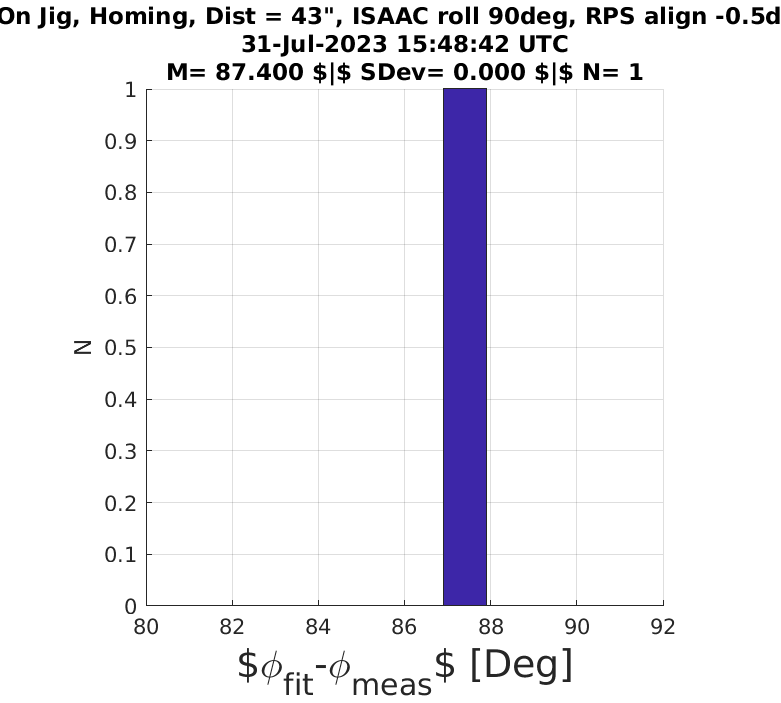 On Jig, Homing, Dist = 43", ISAAC roll 90deg, RPS align -0.5d
31-Jul-2023 15:48:42 UTC
M= 87.400 $|$ SDev= 0.000 $|$ N= 1
1
0.9
0.8
0.7
0.6
0.5
0.4
0.3
0.2
0.1
0
N
80 82 84 86 88 90 92
$ϕfit-ϕmeas$ [Deg]